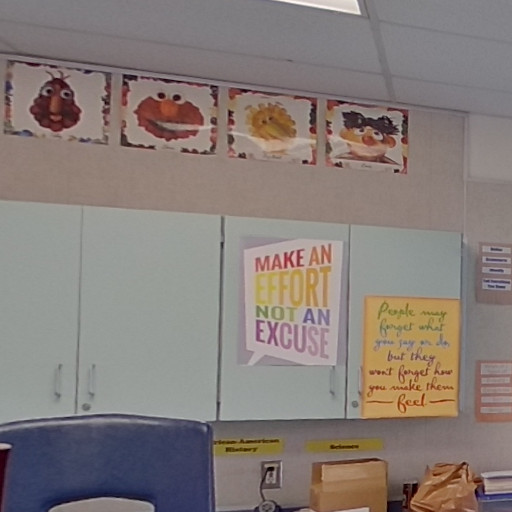 MAKE AN
EFFORT
NOT AN
EXCUSE
People may
forget what
you say or do,
but they
won't forget how
you make them
feel
rican-American
History
Science